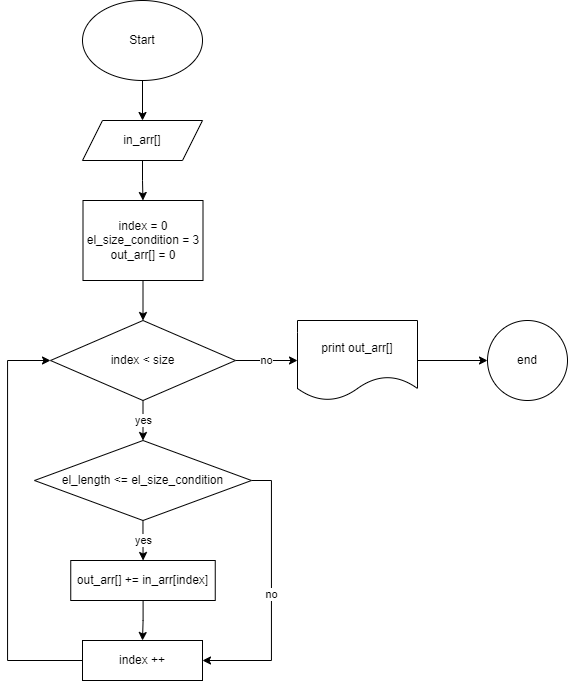 Start
in_arr[]
index = 0
el_size_condition = 3
out_arr[] = 0
index < size
no
print out_arr[]
end
yes
el_length <= el_size_condition
yes
out_arr[] += in_arr[index]
no
index ++